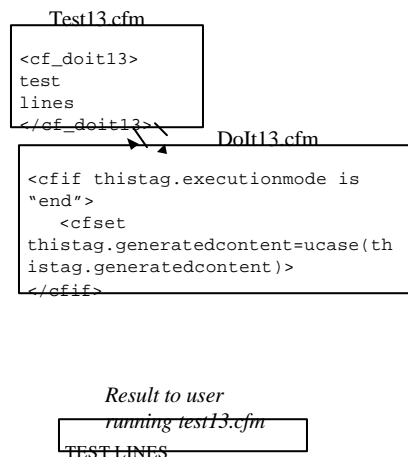 Test13.cfm
<cf_doit13>
test
lines
</cf_doit13>
DoIt13.cfm
<cfif thistag.executionmode is
“end”>
<cfset
thistag.generatedcontent=ucase(th
istag.generatedcontent)>
</cfif>
Result to user
running test13.cfm
TEST LINES